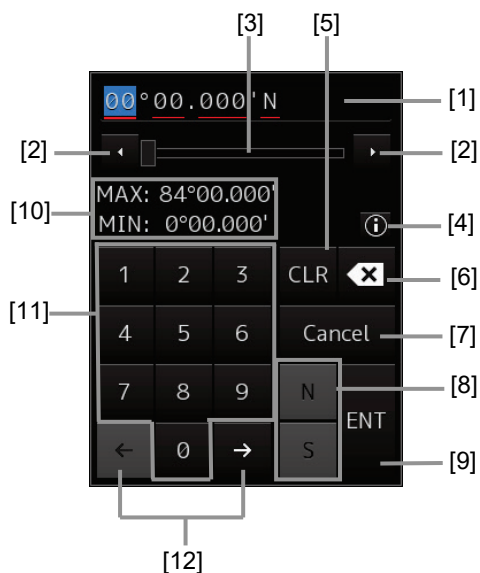 [3] [5]
00°00.000'N [1]
[2] [2]
[10] MAX: 84°00.000'
MIN: 0°00.000' [4]
1 2 3 CLR [6]
[11] 4 5 6 Cancel [7]
7 8 9 N [8]
ENT
← 0 → S [9]
[12]